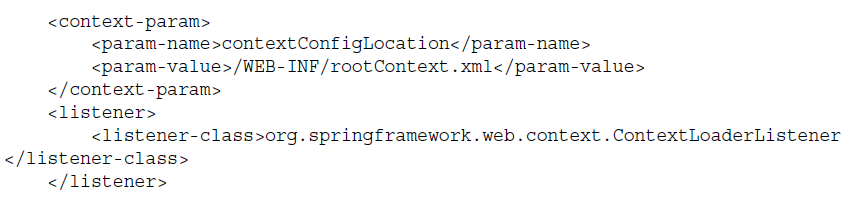 <context-param>
<param-name>contextConfigLocation</param-name>
<param-value>/WEB-INF/rootContext.xml</param-value>
</context-param>
<listener>
<listener-class>org.springframework.web.context.ContextLoaderListener
</listener-class>
</listener>